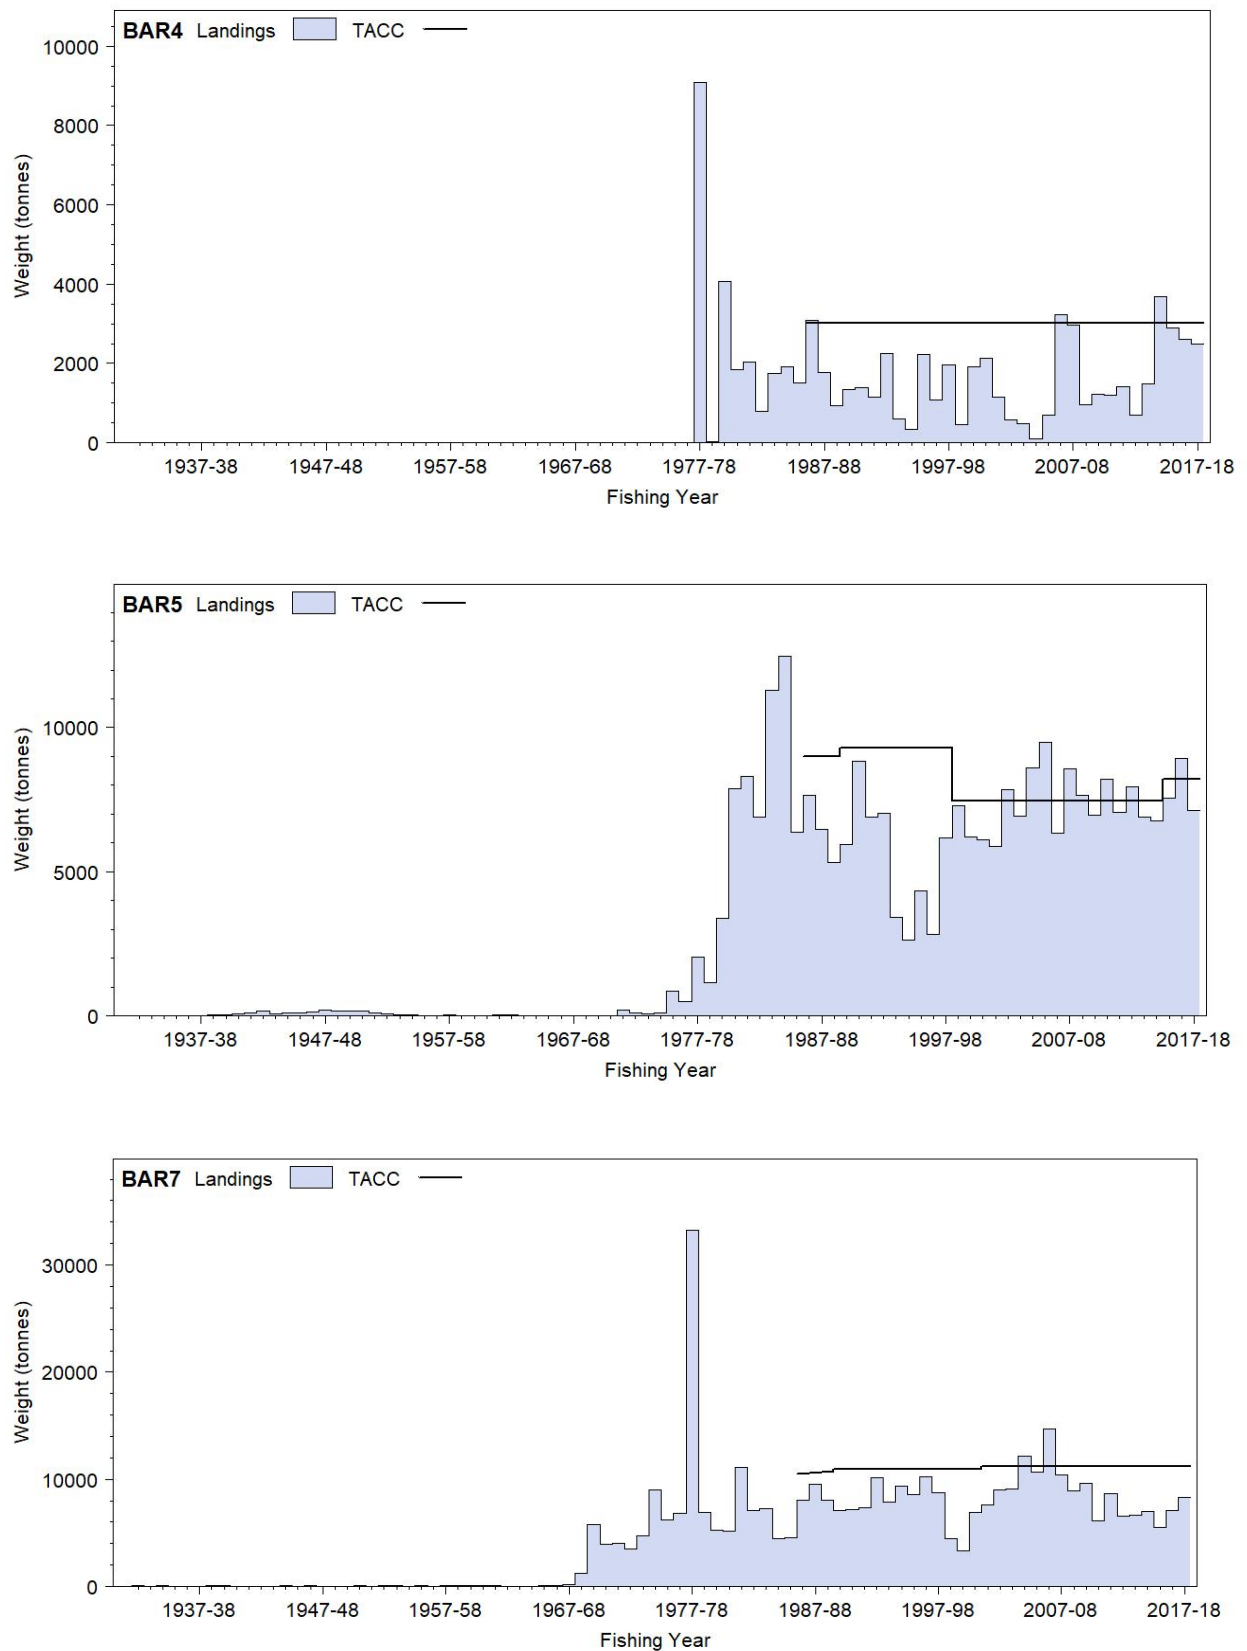 BAR4 Landings TACC
10000
8000
6000
4000
2000
0
Weight (tonnes)
1937-38 1947-48 1957-58 1967-68 1977-78 1987-88 1997-98 2007-08 2017-18
Fishing Year
BAR5 Landings TACC
10000
5000
0
Weight (tonnes)
1937-38 1947-48 1957-58 1967-68 1977-78 1987-88 1997-98 2007-08 2017-18
Fishing Year
BAR7 Landings TACC
30000
20000
10000
0
Weight (tonnes)
1937-38 1947-48 1957-58 1967-68 1977-78 1987-88 1997-98 2007-08 2017-18
Fishing Year